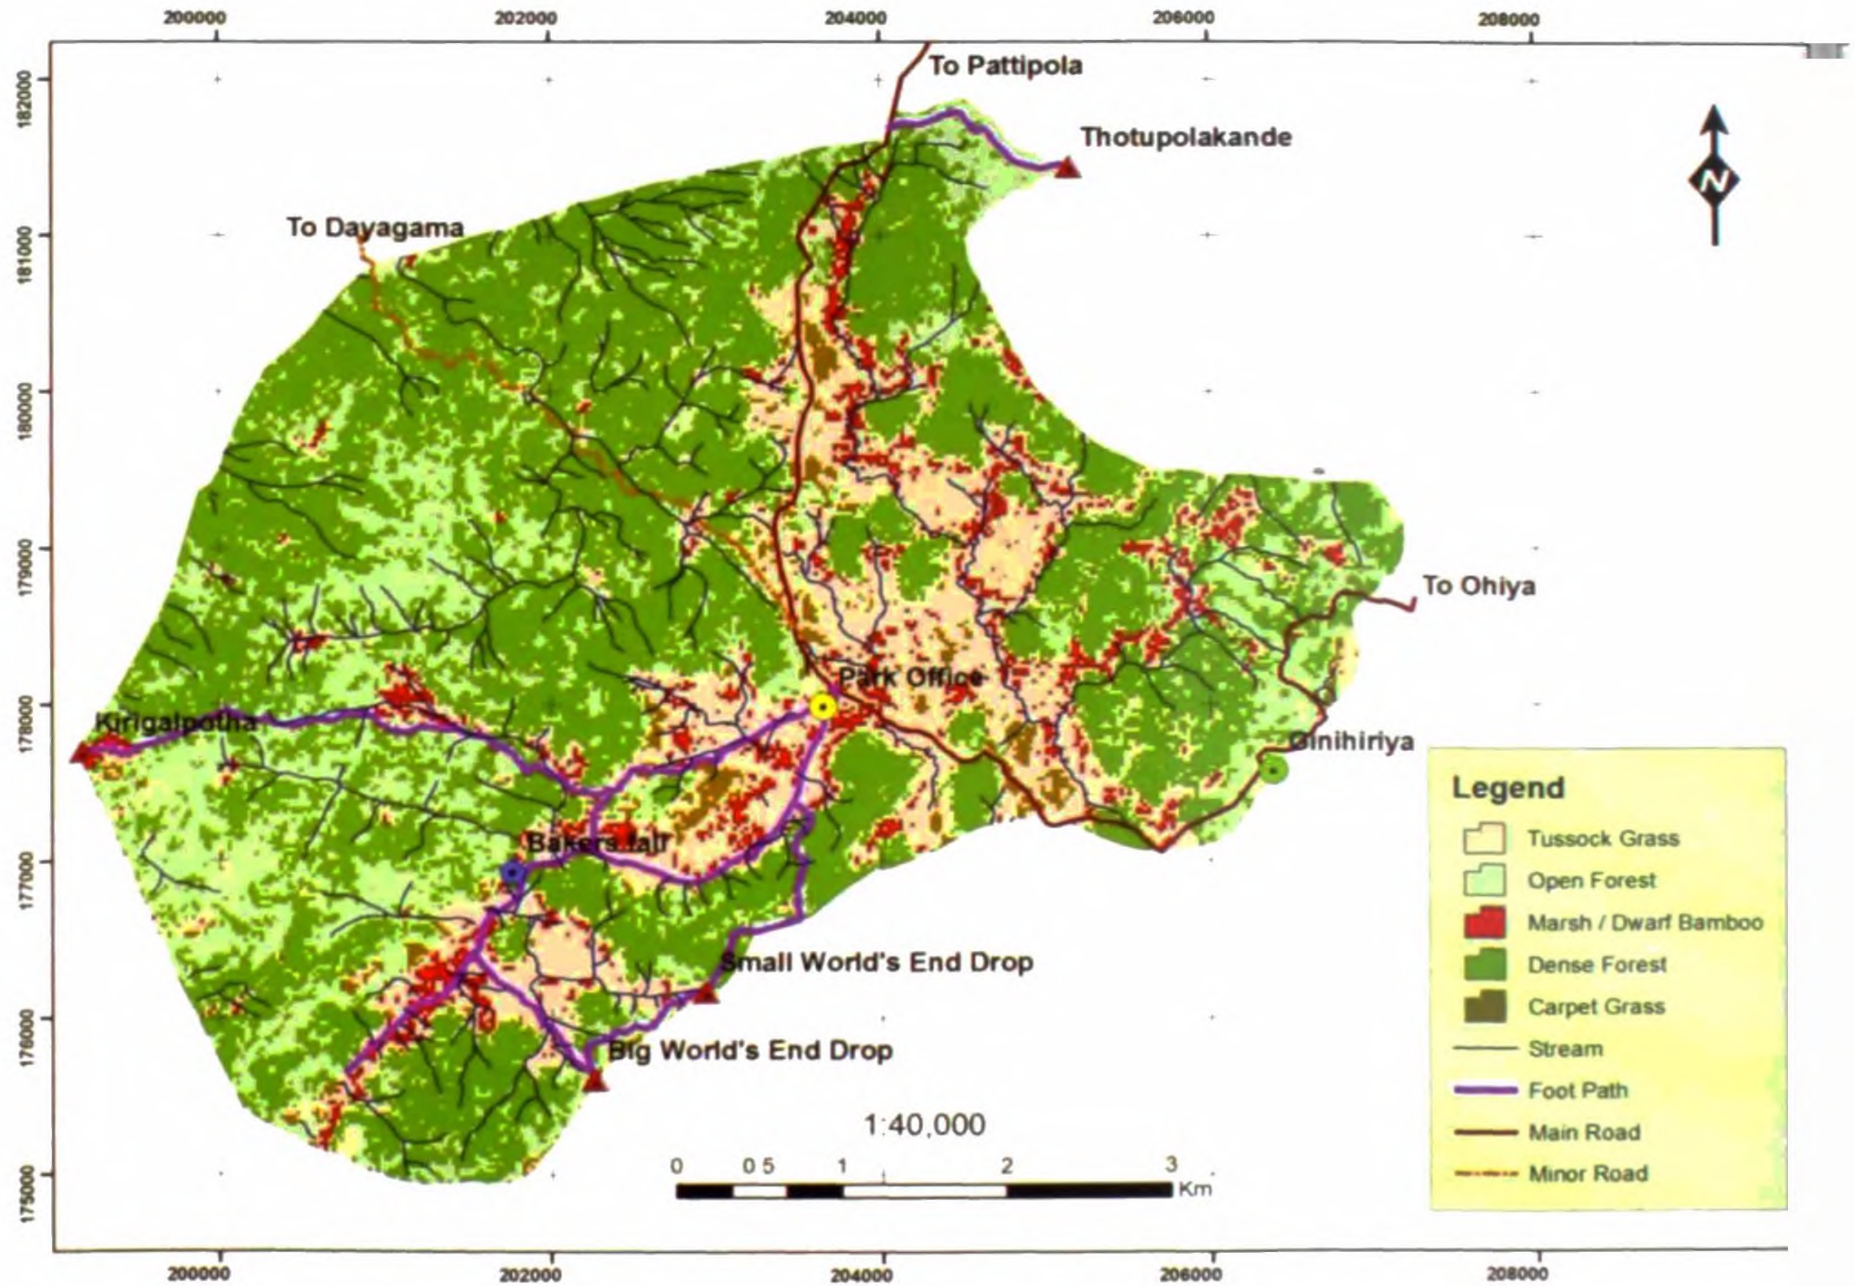 200000 202000 204000 206000 208000
To Pattipola
182000
Thotupolakande
N
To Dayagama
181000
180000
179000
To Ohiya
Park Office
178000
Kirigalpotha
Ginihiriya
Bakers fall
177000
Small World's End Drop
176000
Big World's End Drop
175000
1:40,000
0 0 5 1 2 3
Km
Legend
Tussock Grass
Open Forest
Marsh / Dwarf Bamboo
Dense Forest
Carpet Grass
Stream
Foot Path
Main Road
Minor Road
200000 202000 204000 206000 208000